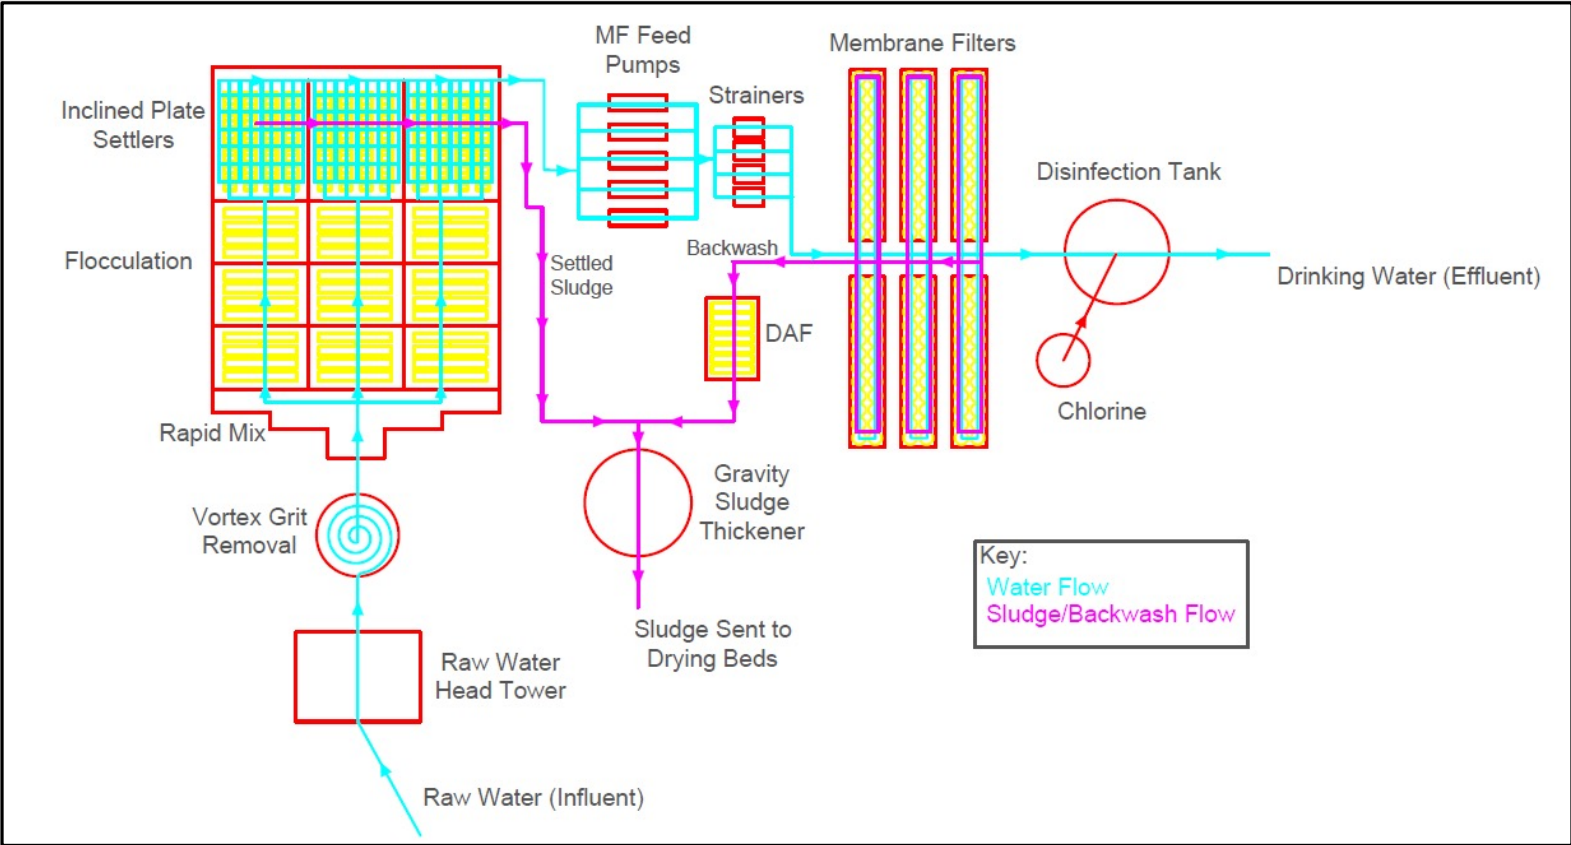 MF Feed
Pumps
Membrane Filters
Strainers
Inclined Plate
Settlers
Disinfection Tank
Backwash
Flocculation
Settled
Sludge
Drinking Water (Effluent)
DAF
Chlorine
Rapid Mix
Gravity
Sludge
Thickener
Vortex Grit
Removal
Key:
Water Flow
Sludge/Backwash Flow
Sludge Sent to
Drying Beds
Raw Water
Head Tower
Raw Water (Influent)